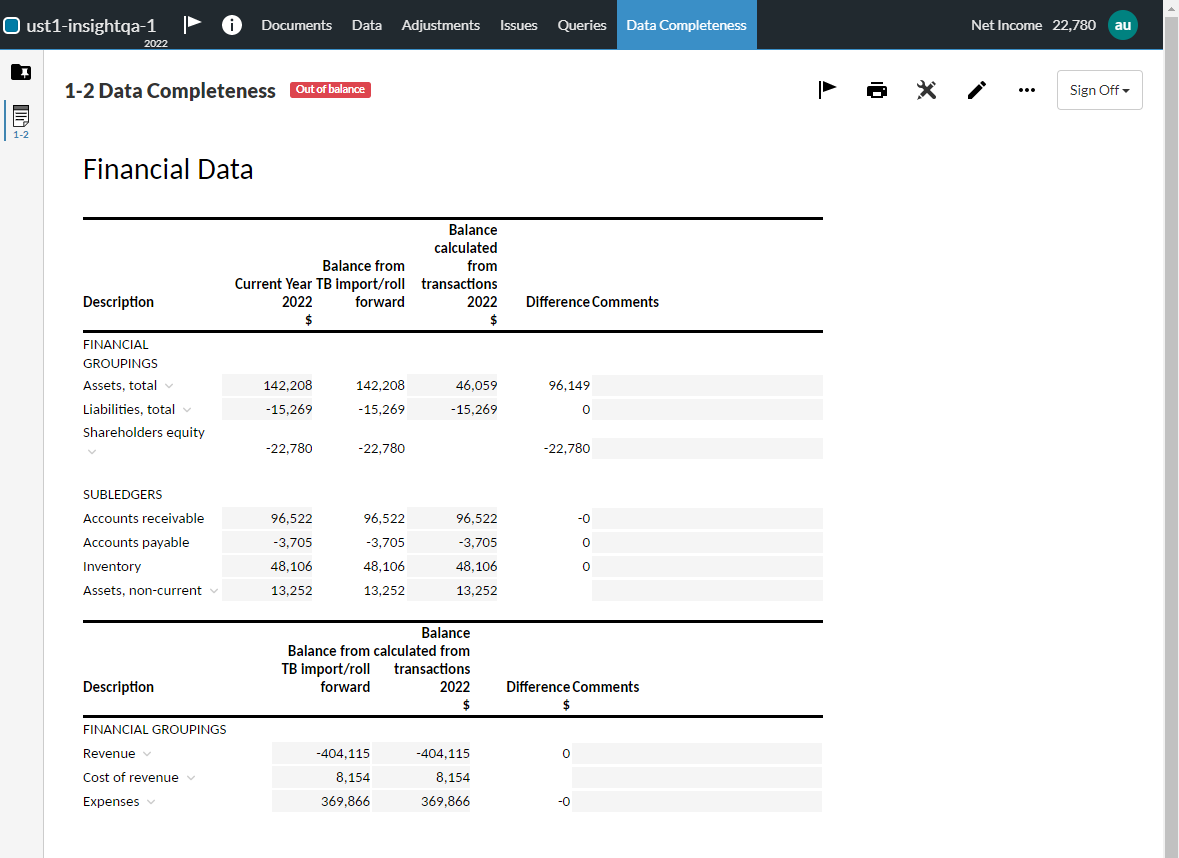 ust1-insightqa-1
2022
i
Documents Data Adjustments Issues Queries Data Completeness
Net Income 22,780 au
1-2 Data Completeness Out of balance
Sign Off
1-2
Financial Data
Balance
calculated
Balance from from
Current Year TB import/roll transactions
Description 2022 forward 2022 Difference Comments
$ $
FINANCIAL
GROUPINGS
Assets, total 142,208 142,208 46,059 96,149
Liabilities, total -15,269 -15,269 -15,269 0
Shareholders equity
-22,780 -22,780 -22,780
SUBLEDGERS
Accounts receivable 96,522 96,522 96,522 -0
Accounts payable -3,705 -3,705 -3,705 0
Inventory 48,106 48,106 48,106 0
Assets, non-current 13,252 13,252 13,252
Balance
Balance from calculated from
TB import/roll transactions
Description forward 2022 Difference Comments
$ $
FINANCIAL GROUPINGS
Revenue -404,115 -404,115 0
Cost of revenue 8,154 8,154
Expenses 369,866 369,866 -0